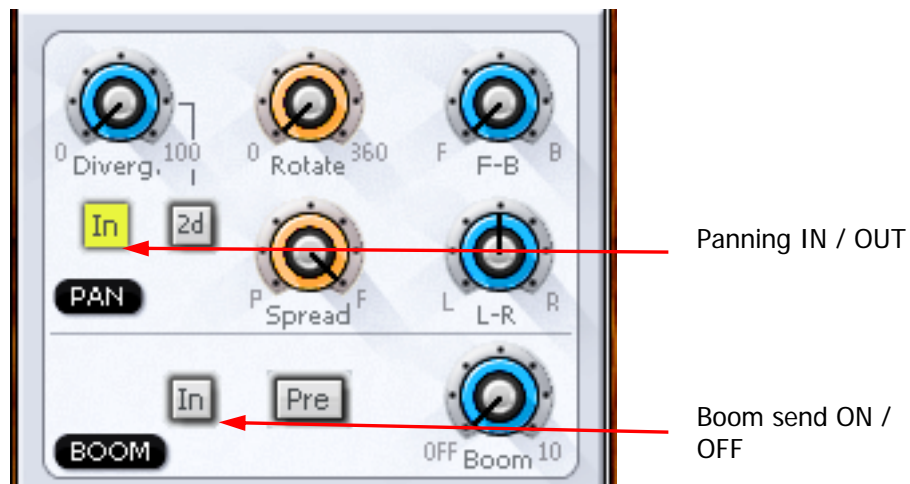 0 Diverg. 100
0 Rotate 360
F F-B B
In 2d
Panning IN / OUT
PAN
P Spread F
L L-R R
In Pre
Boom send ON /
OFF
BOOM
OFF Boom 10